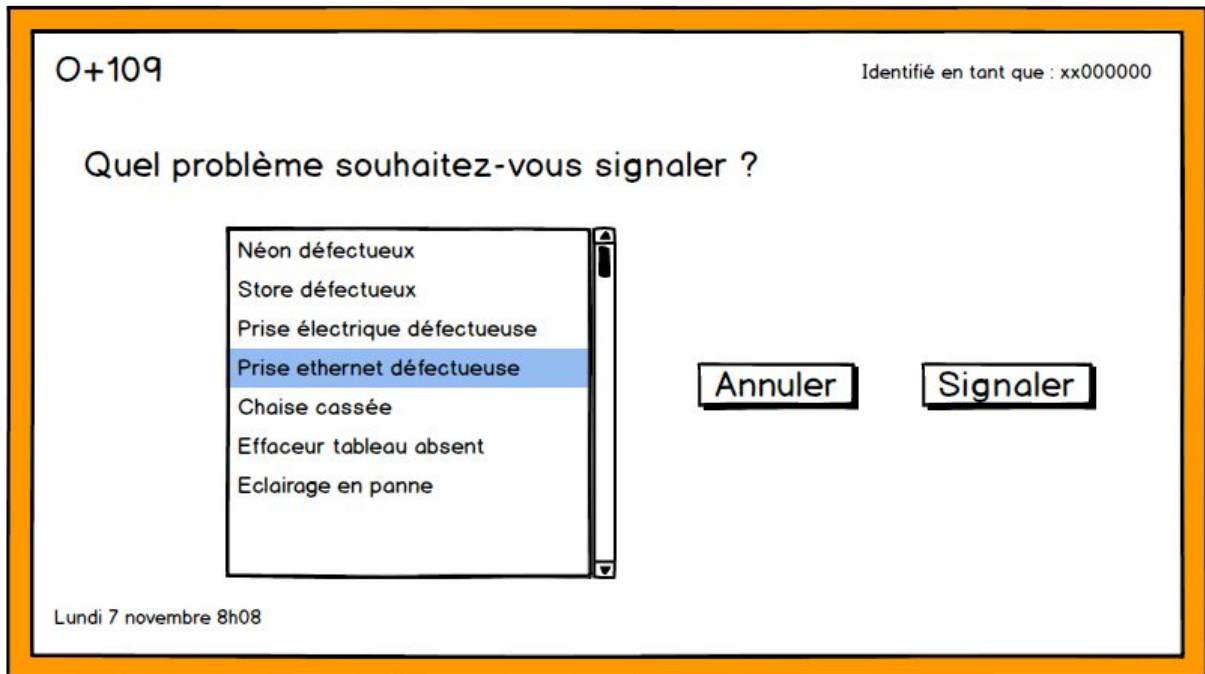 O+109
Identifié en tant que : xx000000
Quel problème souhaitez-vous signaler ?
Néon défectueux
Store défectueux
Prise électrique défectueuse
Prise ethernet défectueuse
Chaise cassée
Effaceur tableau absent
Eclairage en panne
Annuler
Signaler
Lundi 7 novembre 8h08